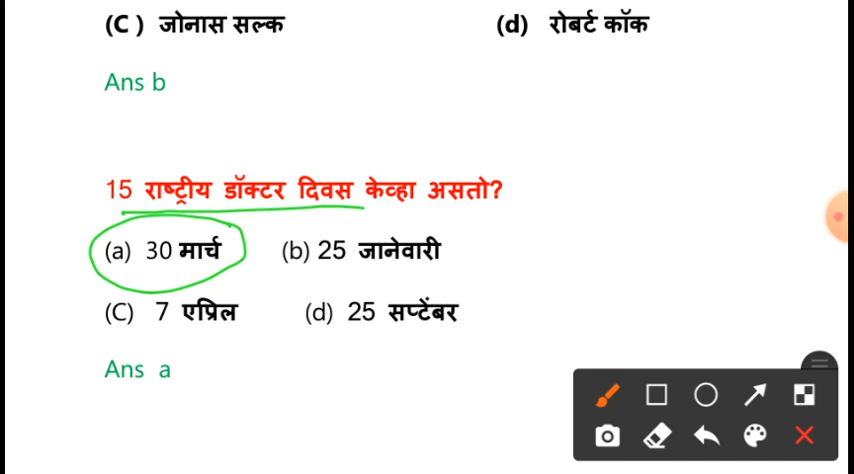 (C ) जोनास सल्क (d) रोबर्ट कॉक
Ans b
15 राष्ट्रीय डॉक्टर दिवस केव्हा असतो?
(a) 30 मार्च (b) 25 जानेवारी
(C) 7 एप्रिल (d) 25 सप्टेंबर
Ans a